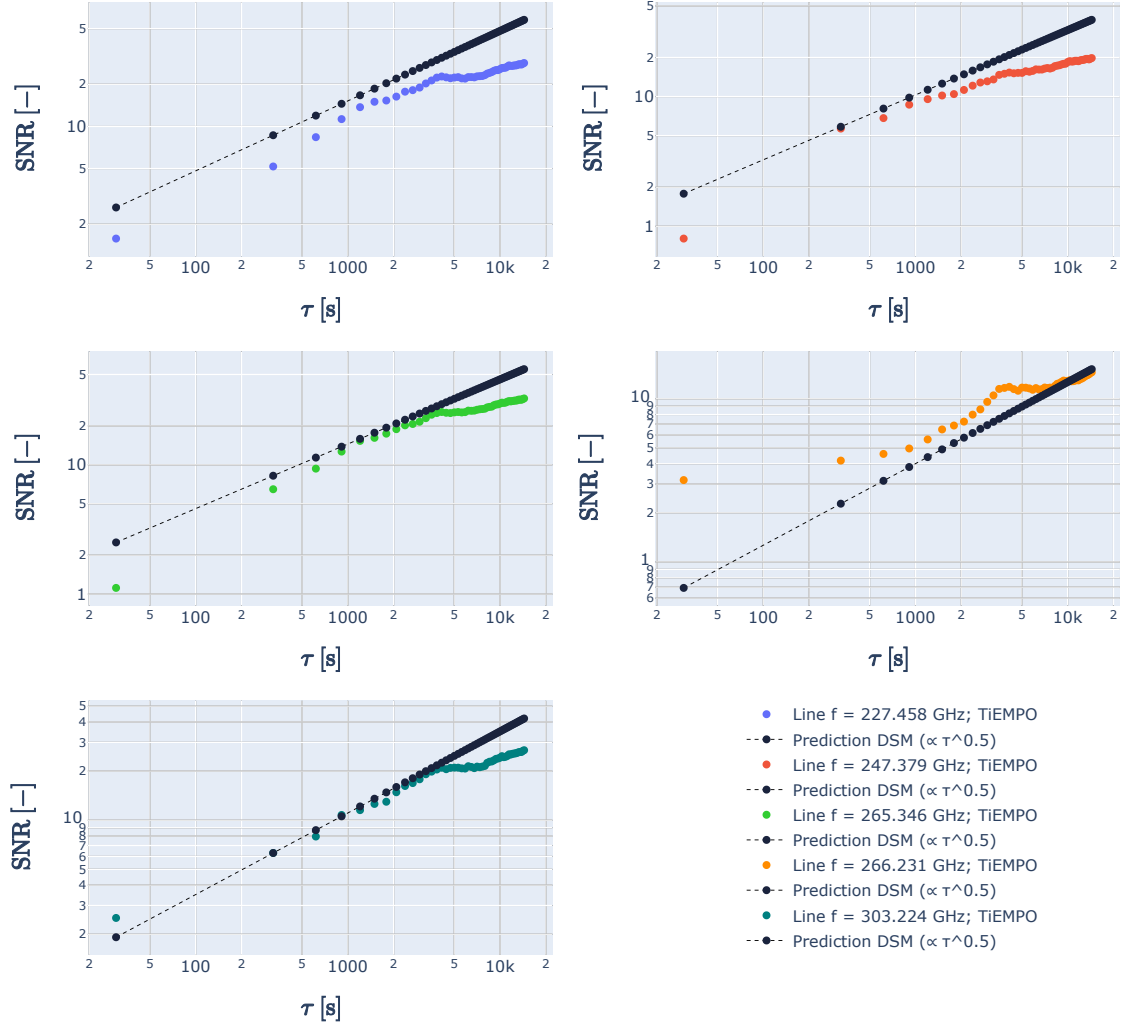 5
2
10
5
2
SNR [−]
2 5 100 2 5 1000 2 5 10k 2
τ [s]
5
2
10
5
2
1
SNR [−]
2 5 100 2 5 1000 2 5 10k 2
τ [s]
5
2
10
5
2
1
SNR [−]
2 5 100 2 5 1000 2 5 10k 2
τ [s]
10
9
8
7
6
5
4
3
2
1
9
8
7
6
SNR [−]
2 5 100 2 5 1000 2 5 10k 2
τ [s]
5
4
3
2
10
9
8
7
6
5
4
3
2
SNR [−]
2 5 100 2 5 1000 2 5 10k 2
τ [s]
Line f = 227.458 GHz; TiEMPO
Prediction DSM (∝ τ^0.5)
Line f = 247.379 GHz; TiEMPO
Prediction DSM (∝ τ^0.5)
Line f = 265.346 GHz; TiEMPO
Prediction DSM (∝ τ^0.5)
Line f = 266.231 GHz; TiEMPO
Prediction DSM (∝ τ^0.5)
Line f = 303.224 GHz; TiEMPO
Prediction DSM (∝ τ^0.5)